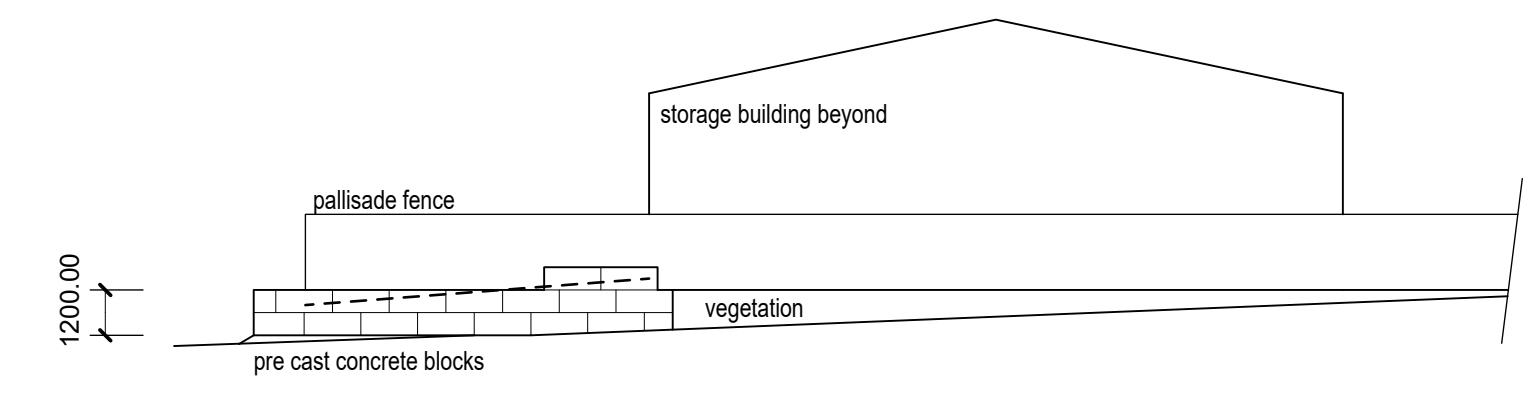 storage building beyond
pallisade fence
1200.00
vegetation
pre cast concrete blocks